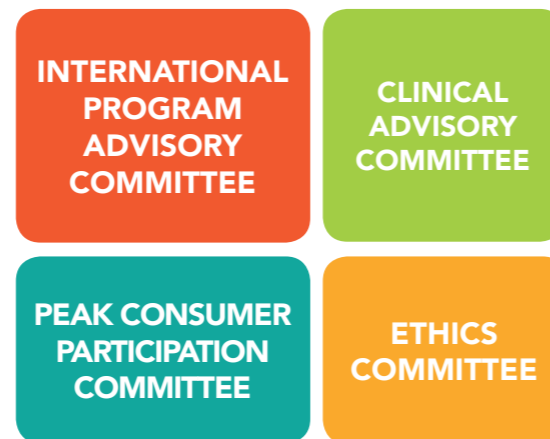 INTERNATIONAL
PROGRAM
ADVISORY
COMMITTEE
CLINICAL
ADVISORY
COMMITTEE
PEAK CONSUMER
PARTICIPATION
COMMITTEE
ETHICS
COMMITTEE